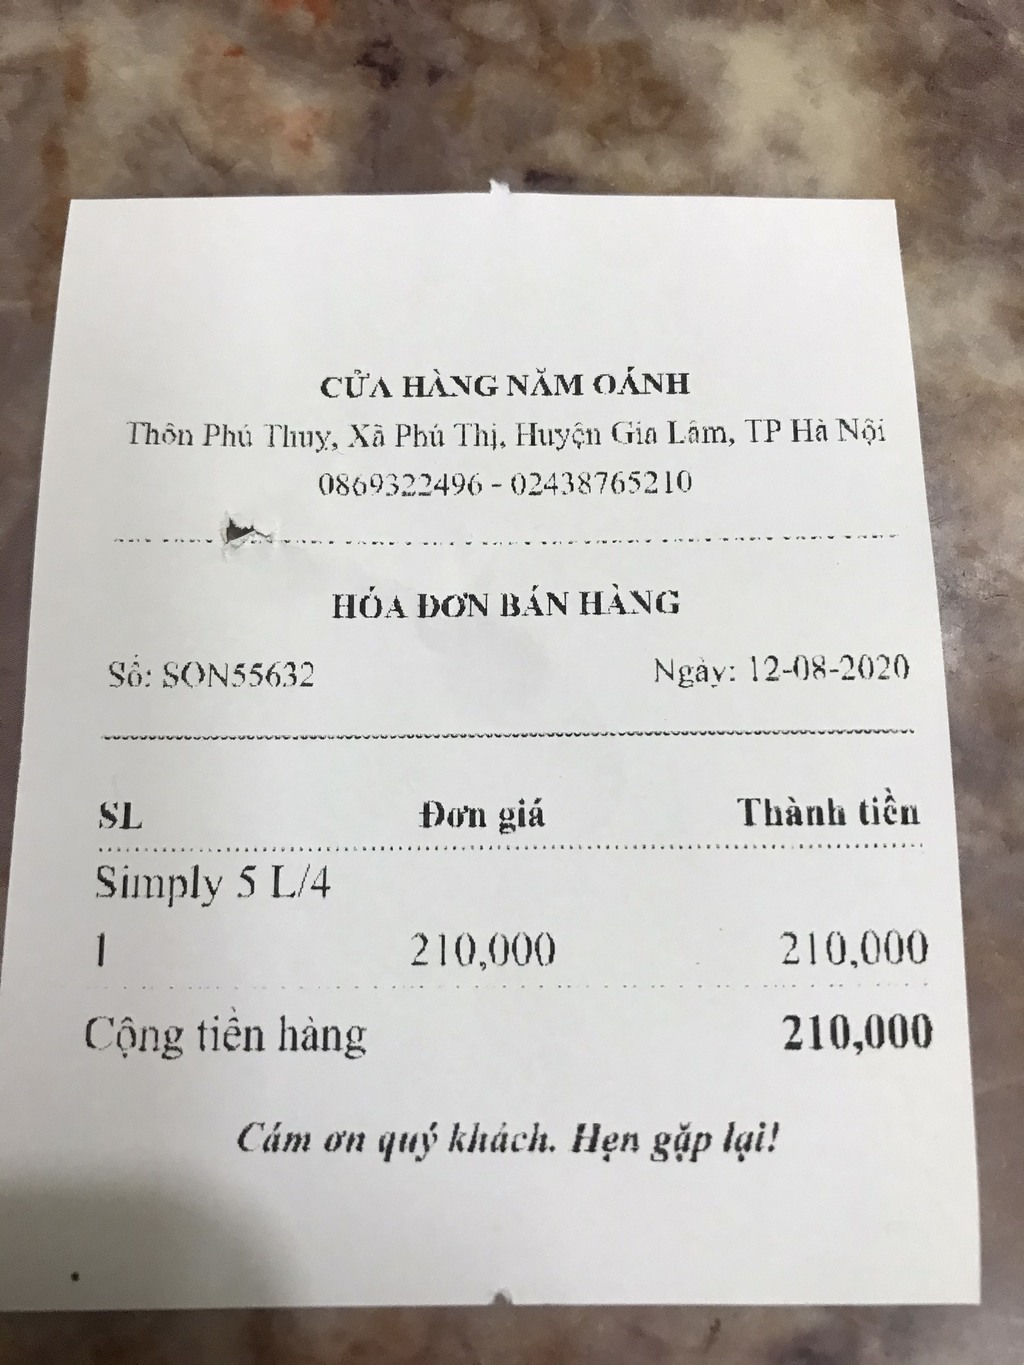 CỬA HÀNG NĂM OÁNH
Thôn Phú Thuy, Xã Phú Thị, Huyện Gia Lâm, TP Hà Nội
0869322496 - 02438765210
HÓA ĐƠN BÁN HÀNG
Số: SON55632 Ngày: 12-08-2020
SL Đơn giá Thành tiền
Simply 5 L/4
1 210,000 210,000
Cộng tiền hàng 210,000
Cám ơn quý khách. Hẹn gặp lại!